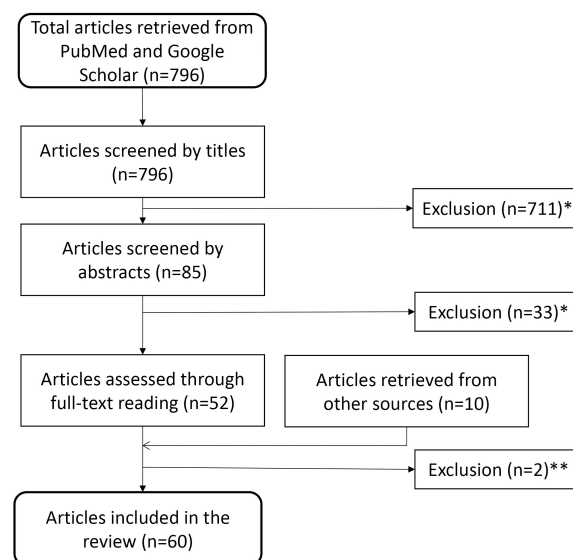 Total articles retrieved from
PubMed and Google
Scholar (n=796)
Articles screened by titles
(n=796)
Exclusion (n=711)*
Articles screened by
abstracts (n=85)
Exclusion (n=33)*
Articles assessed through
full-text reading (n=52)
Articles retrieved from
other sources (n=10)
Exclusion (n=2)**
Articles included in the
review (n=60)